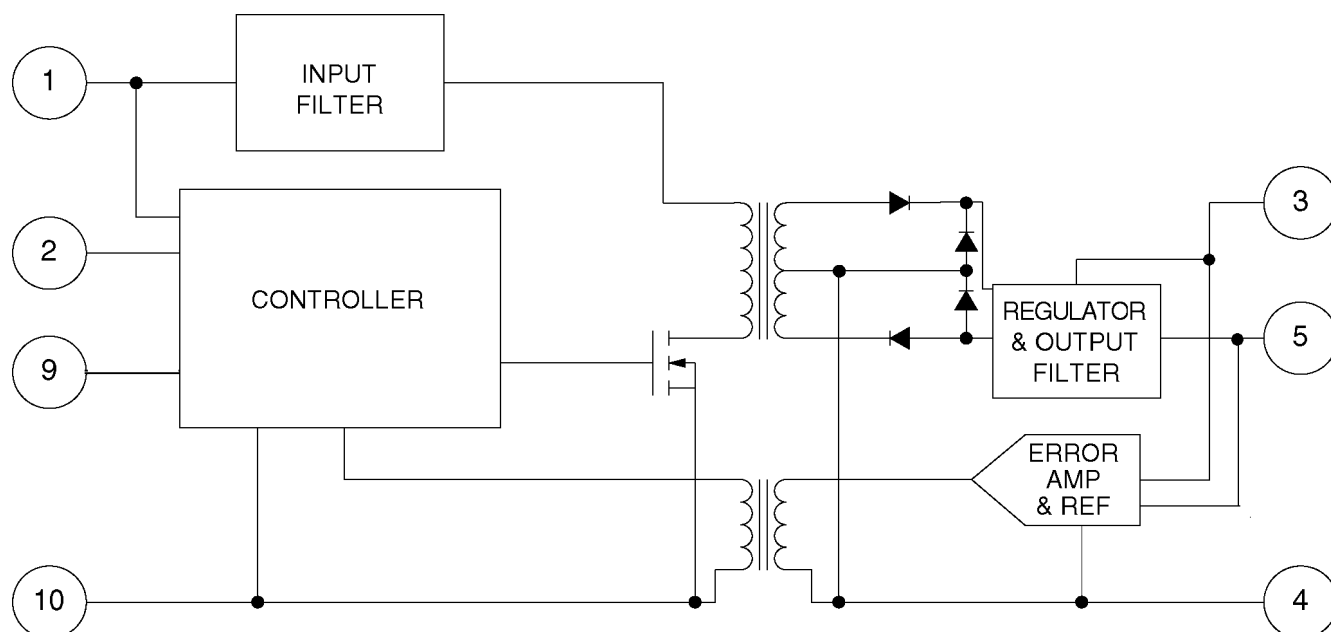 1
INPUT
FILTER
3
2
CONTROLLER
REGULATOR
& OUTPUT
FILTER
5
9
ERROR
AMP
& REF
10
4